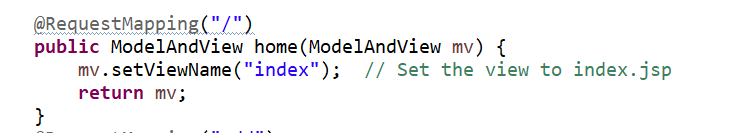 @RequestMapping("/")
public ModelAndView home(ModelAndView mv) {
    mv.setViewName("index");  // Set the view to index.jsp
    return mv;
}